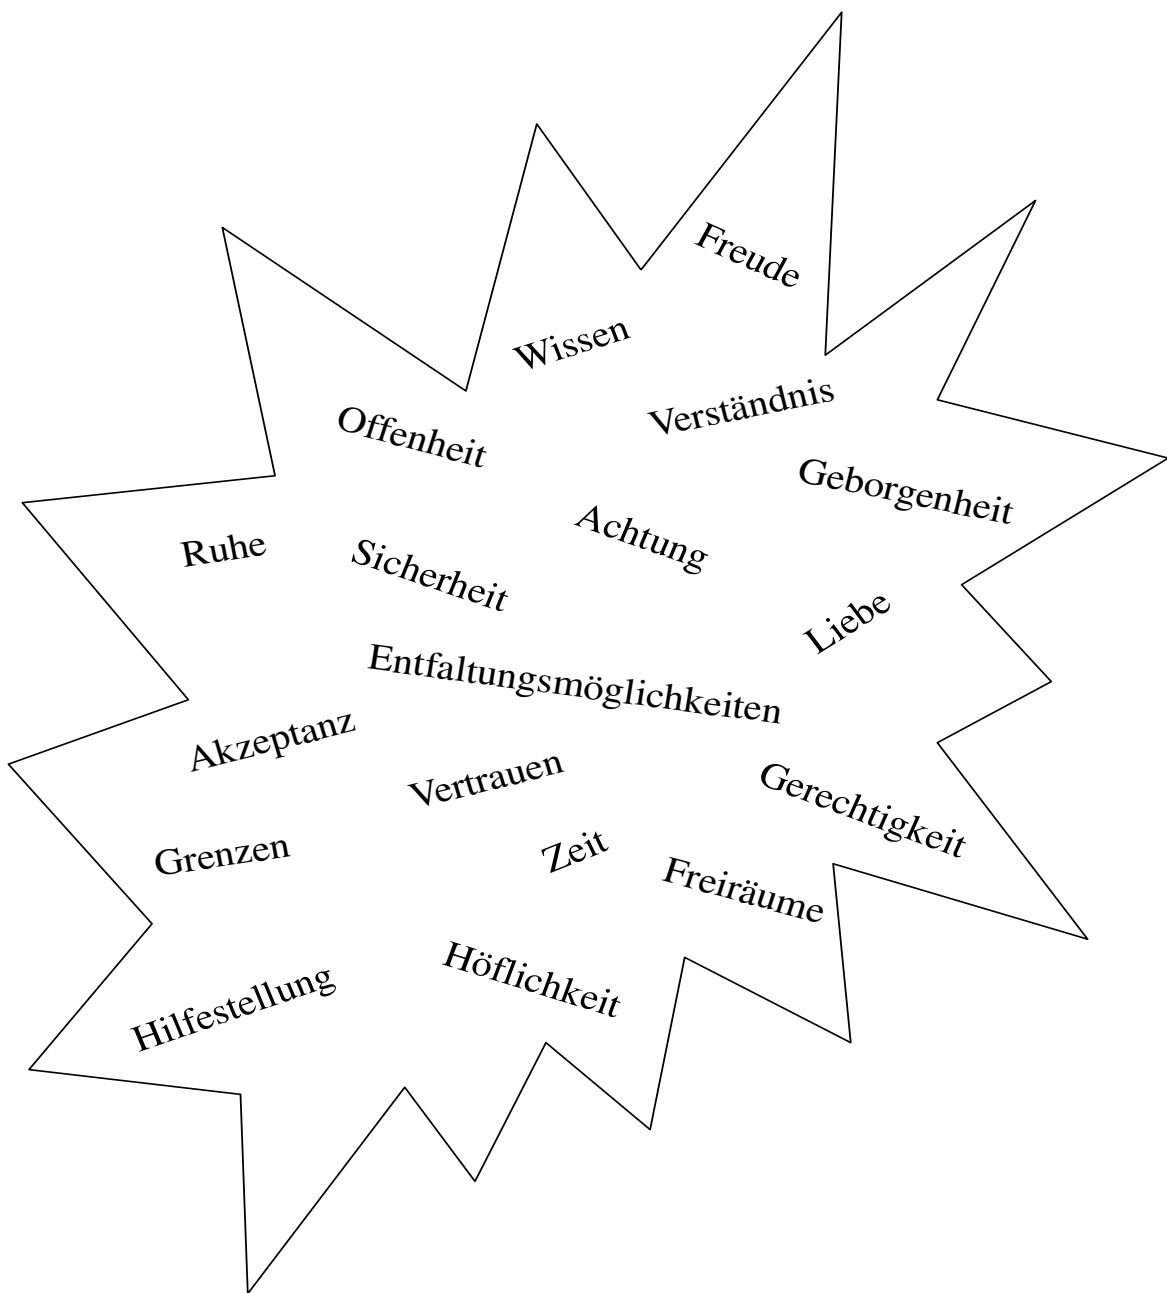 Freude
Wissen
Verständnis
Offenheit
Geborgenheit
Achtung
Ruhe
Sicherheit
Liebe
Entfaltungsmöglichkeiten
Akzeptanz
Vertrauen
Gerechtigkeit
Grenzen
Zeit
Freiräume
Höflichkeit
Hilfestellung